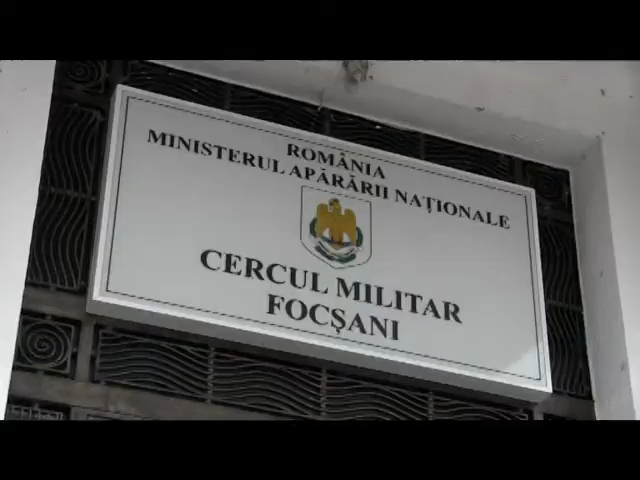 ROMÂNIA
MINISTERUL APĂRĂRII NAȚIONALE
CERCUL MILITAR
FOCȘANI